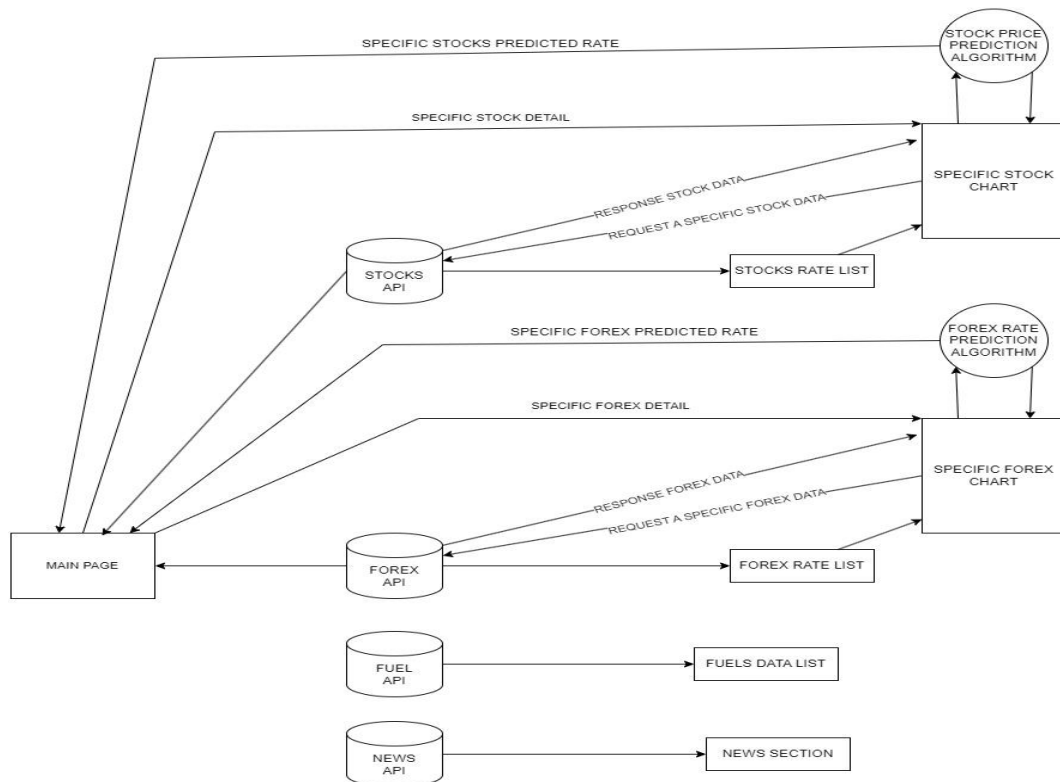 STOCK PRICE
PREDICTION
ALGORITHM
SPECIFIC STOCKS PREDICTED RATE
SPECIFIC STOCK DETAIL
SPECIFIC STOCK
CHART
RESPONSE STOCK DATA
REQUEST A SPECIFIC STOCK DATA
STOCKS
API
STOCKS RATE LIST
SPECIFIC FOREX PREDICTED RATE
FOREX RATE
PREDICTION
ALGORITHM
SPECIFIC FOREX DETAIL
SPECIFIC FOREX
CHART
RESPONSE FOREX DATA
REQUEST A SPECIFIC FOREX DATA
MAIN PAGE
FOREX
API
FOREX RATE LIST
FUEL
API
FUELS DATA LIST
NEWS
API
NEWS SECTION